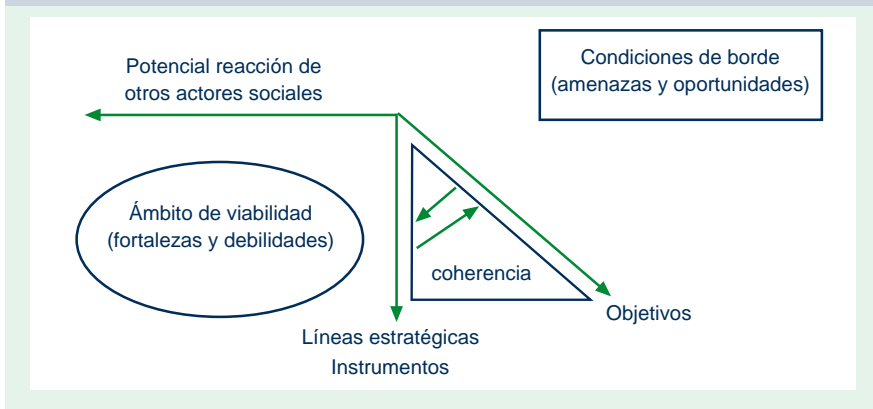 Potencial reacción de
otros actores sociales
Condiciones de borde
(amenazas y oportunidades)
Ámbito de viabilidad
(fortalezas y debilidades)
coherencia
Objetivos
Líneas estratégicas
Instrumentos